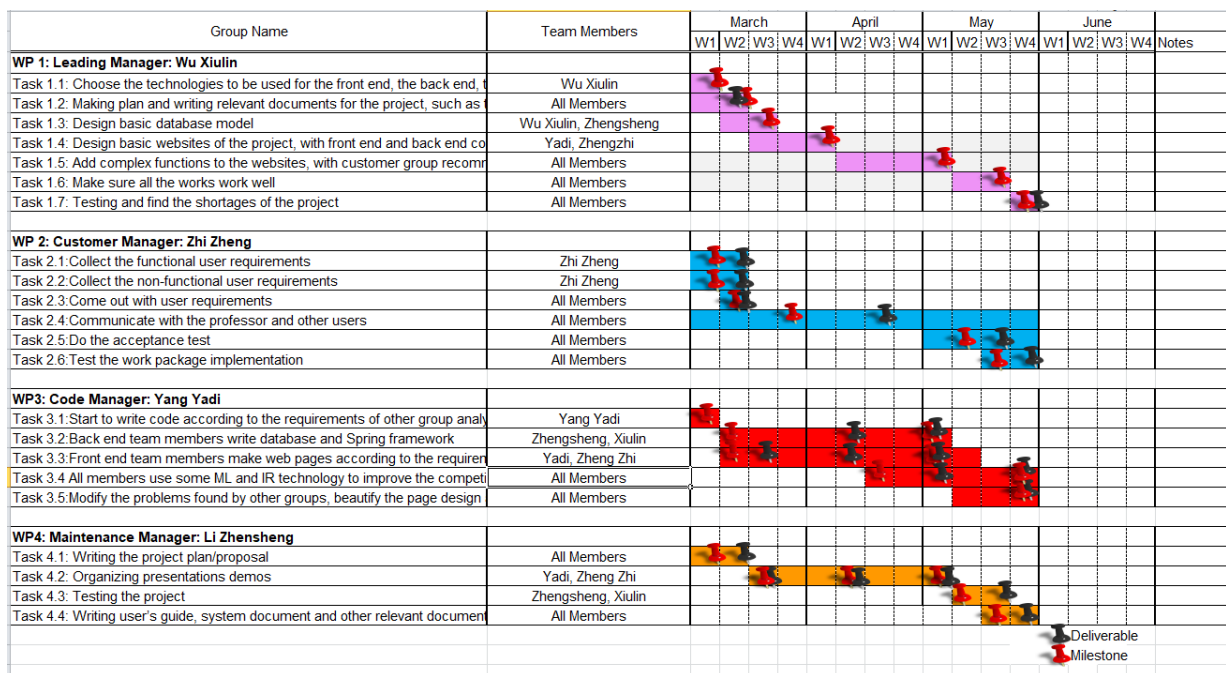 Group Name Team Members March April May June
W1 W2 W3 W4 W1 W2 W3 W4 W1 W2 W3 W4 W1 W2 W3 W4 Notes
WP 1: Leading Manager: Wu Xiulin
Task 1.1: Choose the technologies to be used for the front end, the back end, Wu Xiulin
Task 1.2: Making plan and writing relevant documents for the project, such as All Members
Task 1.3: Design basic database model Wu Xiulin, Zhengsheng
Task 1.4: Design basic websites of the project, with front end and back end co Yadi, Zhengzhi
Task 1.5: Add complex functions to the websites, with customer group recomm All Members
Task 1.6: Make sure all the works work well All Members
Task 1.7: Testing and find the shortages of the project All Members
WP 2: Customer Manager: Zhi Zheng
Task 2.1:Collect the functional user requirements Zhi Zheng
Task 2.2:Collect the non-functional user requirements Zhi Zheng
Task 2.3:Come out with user requirements All Members
Task 2.4:Communicate with the professor and other users All Members
Task 2.5:Do the acceptance test All Members
Task 2.6:Test the work package implementation All Members
WP3: Code Manager: Yang Yadi
Task 3.1:Start to write code according to the requirements of other group analy Yang Yadi
Task 3.2:Back end team members write database and Spring framework Zhengsheng, Xiulin
Task 3.3:Front end team members make web pages according to the requiren Yadi, Zheng Zhi
Task 3.4 All members use some ML and IR technology to improve the competi All Members
Task 3.5:Modify the problems found by other groups, beautify the page design All Members
WP4: Maintenance Manager: Li Zhensheng
Task 4.1: Writing the project plan/proposal All Members
Task 4.2: Organizing presentations demos Yadi, Zheng Zhi
Task 4.3: Testing the project Zhengsheng, Xiulin
Task 4.4: Writing user's guide, system document and other relevant document All Members
Deliverable
Milestone